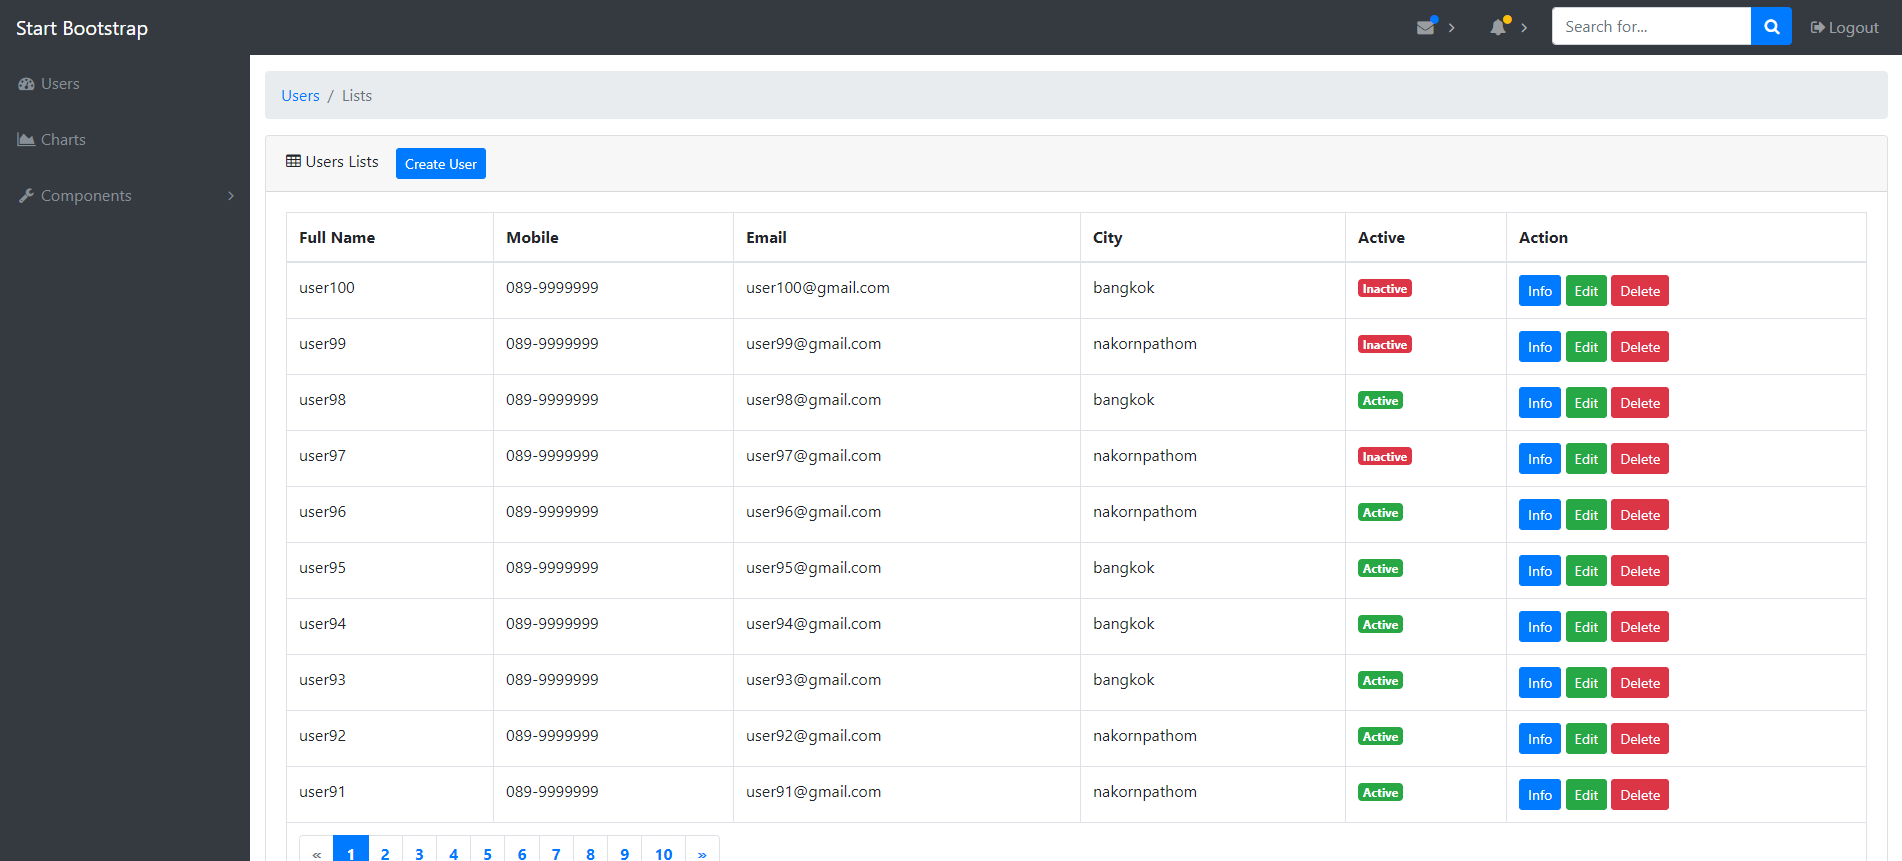 Start Bootstrap
Search for...
Logout
Users
Charts
Components
Users / Lists
Users Lists Create User
Full Name Mobile Email City Active Action
user100 089-9999999 user100@gmail.com bangkok Inactive Info Edit Delete
user99 089-9999999 user99@gmail.com nakornpathom Inactive Info Edit Delete
user98 089-9999999 user98@gmail.com bangkok Active Info Edit Delete
user97 089-9999999 user97@gmail.com nakornpathom Inactive Info Edit Delete
user96 089-9999999 user96@gmail.com nakornpathom Active Info Edit Delete
user95 089-9999999 user95@gmail.com bangkok Active Info Edit Delete
user94 089-9999999 user94@gmail.com bangkok Active Info Edit Delete
user93 089-9999999 user93@gmail.com bangkok Active Info Edit Delete
user92 089-9999999 user92@gmail.com nakornpathom Active Info Edit Delete
user91 089-9999999 user91@gmail.com nakornpathom Active Info Edit Delete
« 1 2 3 4 5 6 7 8 9 10 »